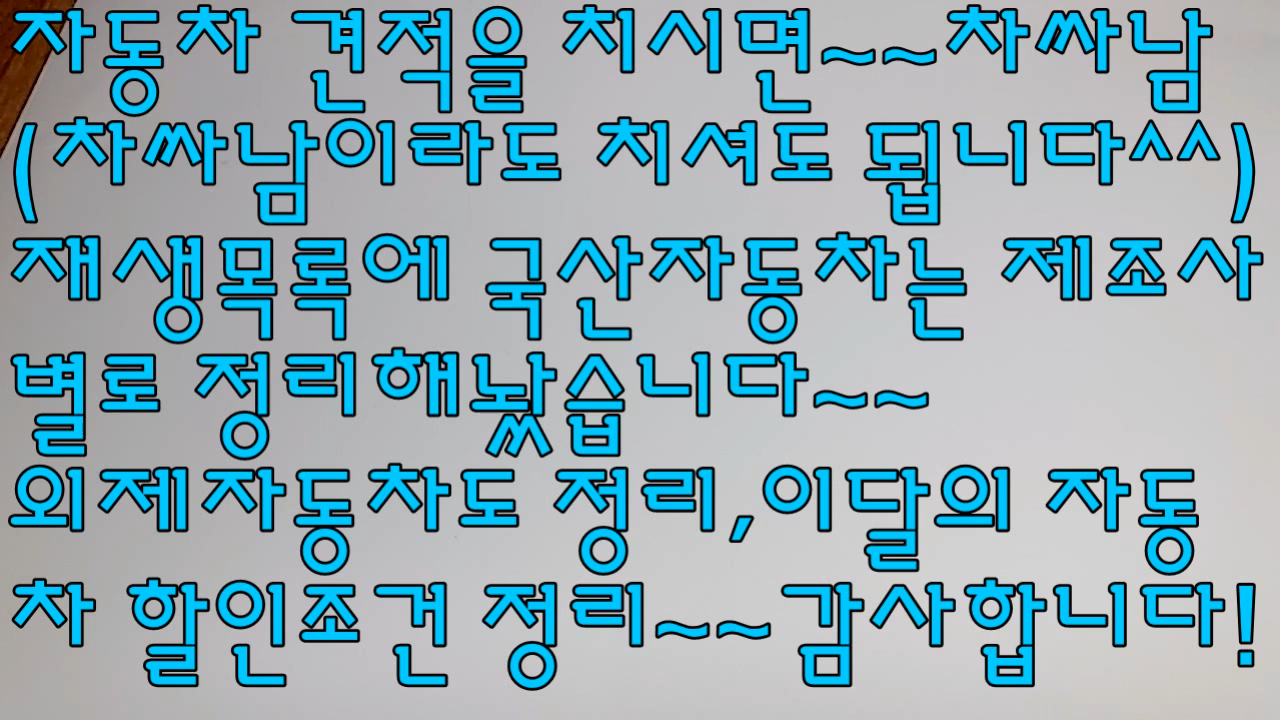 자동차 견적을 치시면~~차싸남
(차싸남이라도 치셔도 됩니다^^)
재생목록에 국산자동차는 제조사
별로 정리해놨습니다~~
외제자동차도 정리,이달의 자동
차 할인조건 정리~~감사합니다!